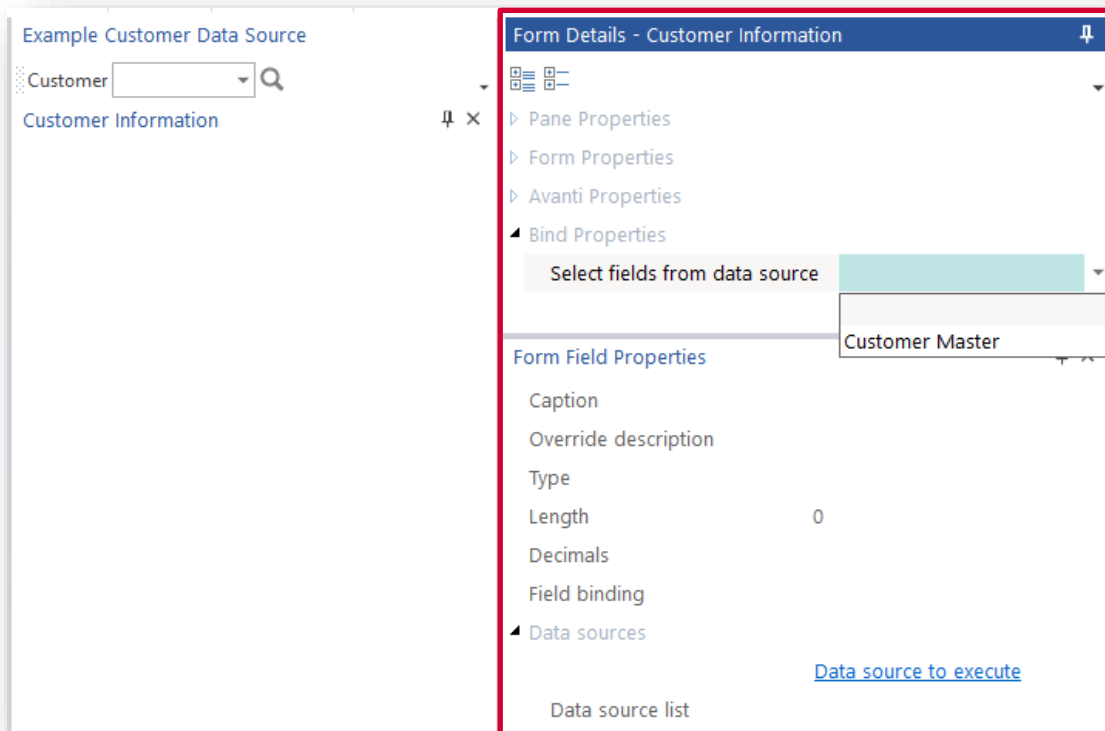 Example Customer Data Source
Customer
Customer Information
Form Details - Customer Information
Pane Properties
Form Properties
Avanti Properties
Bind Properties
Select fields from data source
Customer Master
Form Field Properties
Caption
Override description
Type
Length 0
Decimals
Field binding
Data sources
Data source to execute
Data source list